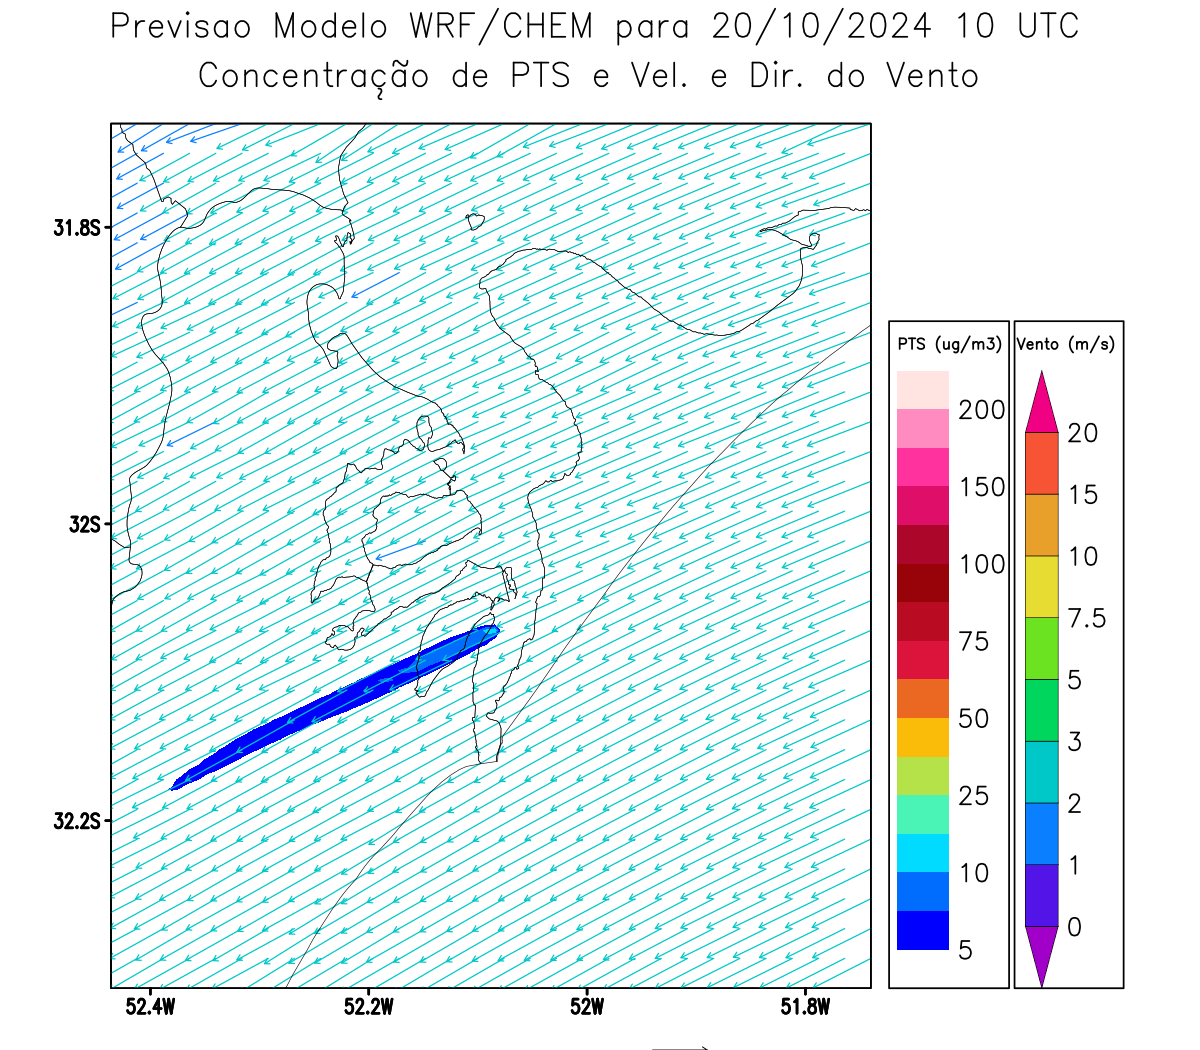 Previsao Modelo WRF/CHEM para 20/10/2024 10 UTC
Concentração de PTS e Vel. e Dir. do Vento
31.8S
32S
32.2S
52.4W
52.2W
52W
51.8W
PTS (ug/m3)
200
150
100
75
50
25
10
5
Vento (m/s)
20
15
10
7.5
5
3
2
1
0